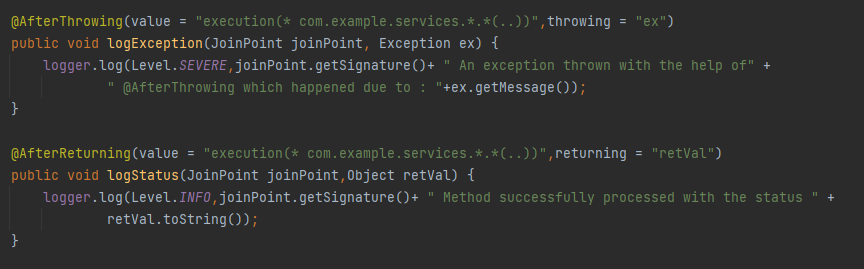 @AfterThrowing(value = "execution(* com.example.services.*.*(..))",throwing = "ex")
public void logException(JoinPoint joinPoint, Exception ex) {
    logger.log(Level.SEVERE,joinPoint.getSignature()+ " An exception thrown with the help of" +
            " @AfterThrowing which happened due to : "+ex.getMessage());
}

@AfterReturning(value = "execution(* com.example.services.*.*(..))",returning = "retVal")
public void logStatus(JoinPoint joinPoint,Object retVal) {
    logger.log(Level.INFO,joinPoint.getSignature()+ " Method successfully processed with the status " +
            retVal.toString());
}